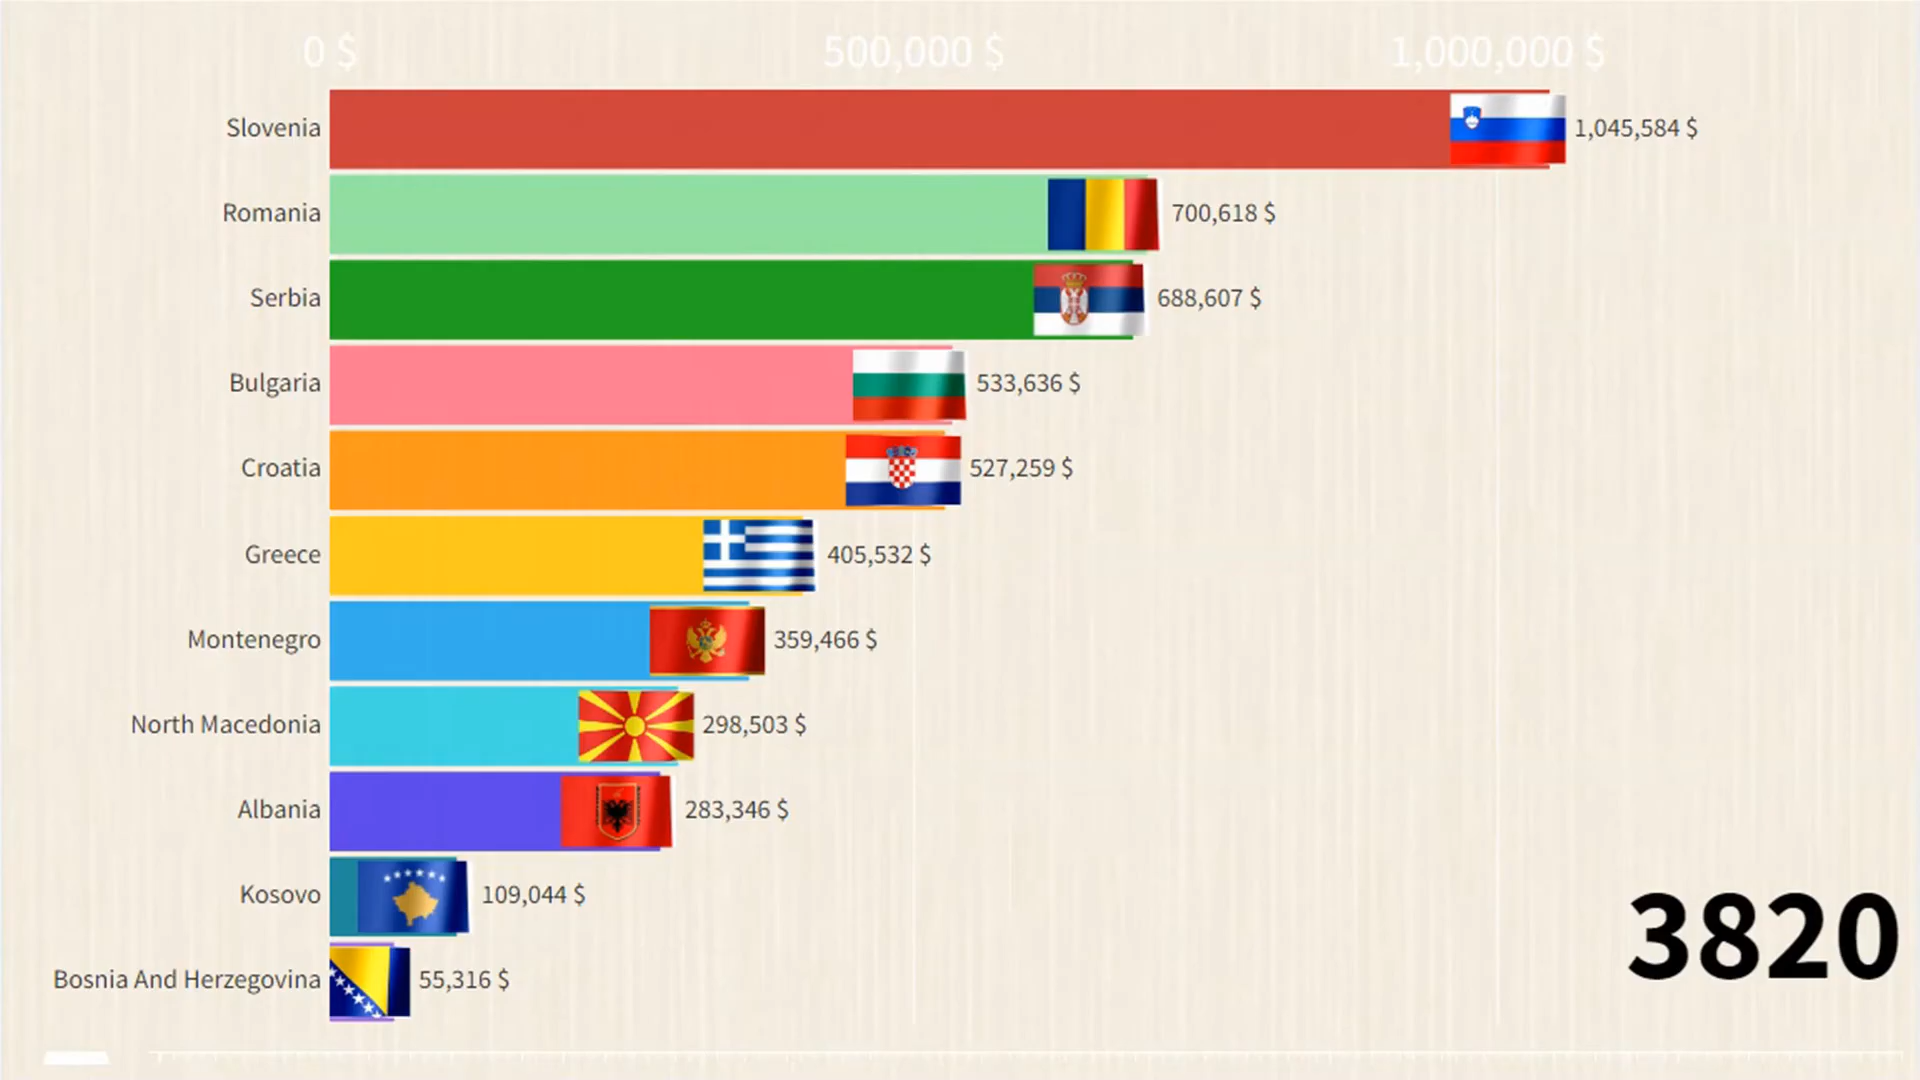 0 $ 500,000 $ 1,000,000 $
Slovenia 1,045,584 $
Romania 700,618 $
Serbia 688,607 $
Bulgaria 533,636 $
Croatia 527,259 $
Greece 405,532 $
Montenegro 359,466 $
North Macedonia 298,503 $
Albania 283,346 $
Kosovo 109,044 $
Bosnia And Herzegovina 55,316 $
3820